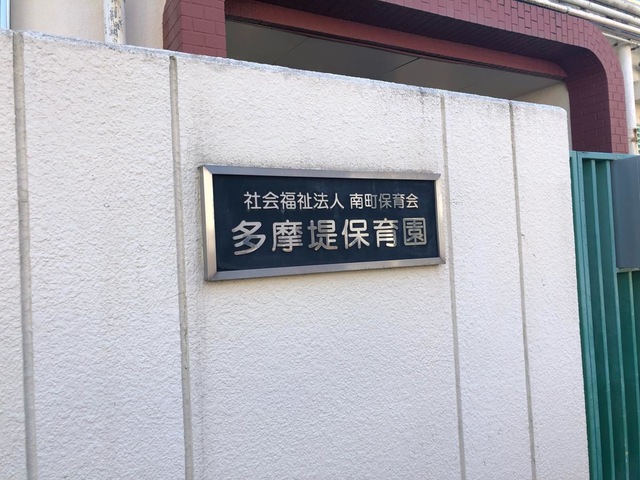 社会福祉法人 南町保育会
多摩堤保育園